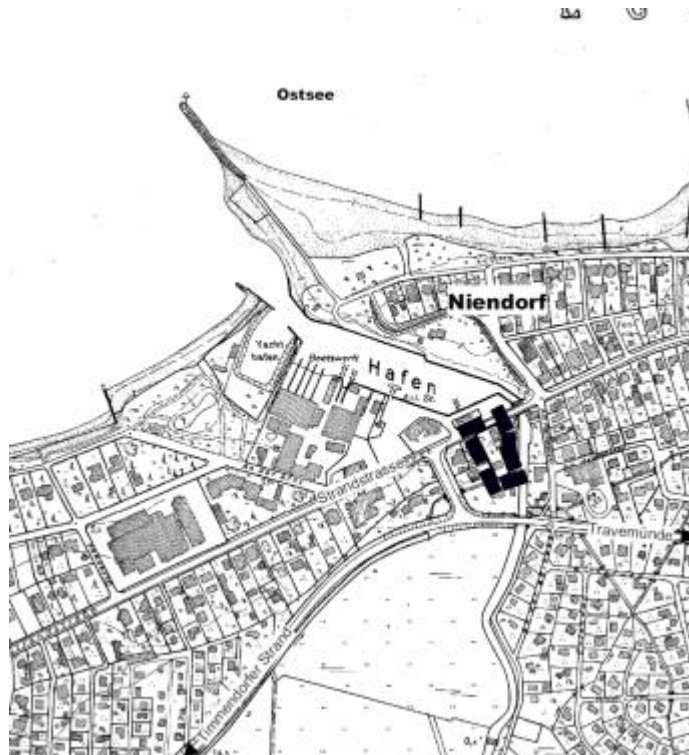 Ostsee
Niendorf
Yacht
hafen
Bootswerft
Hafen
Strandstraße
Travemünde
Timmendorfer Strand